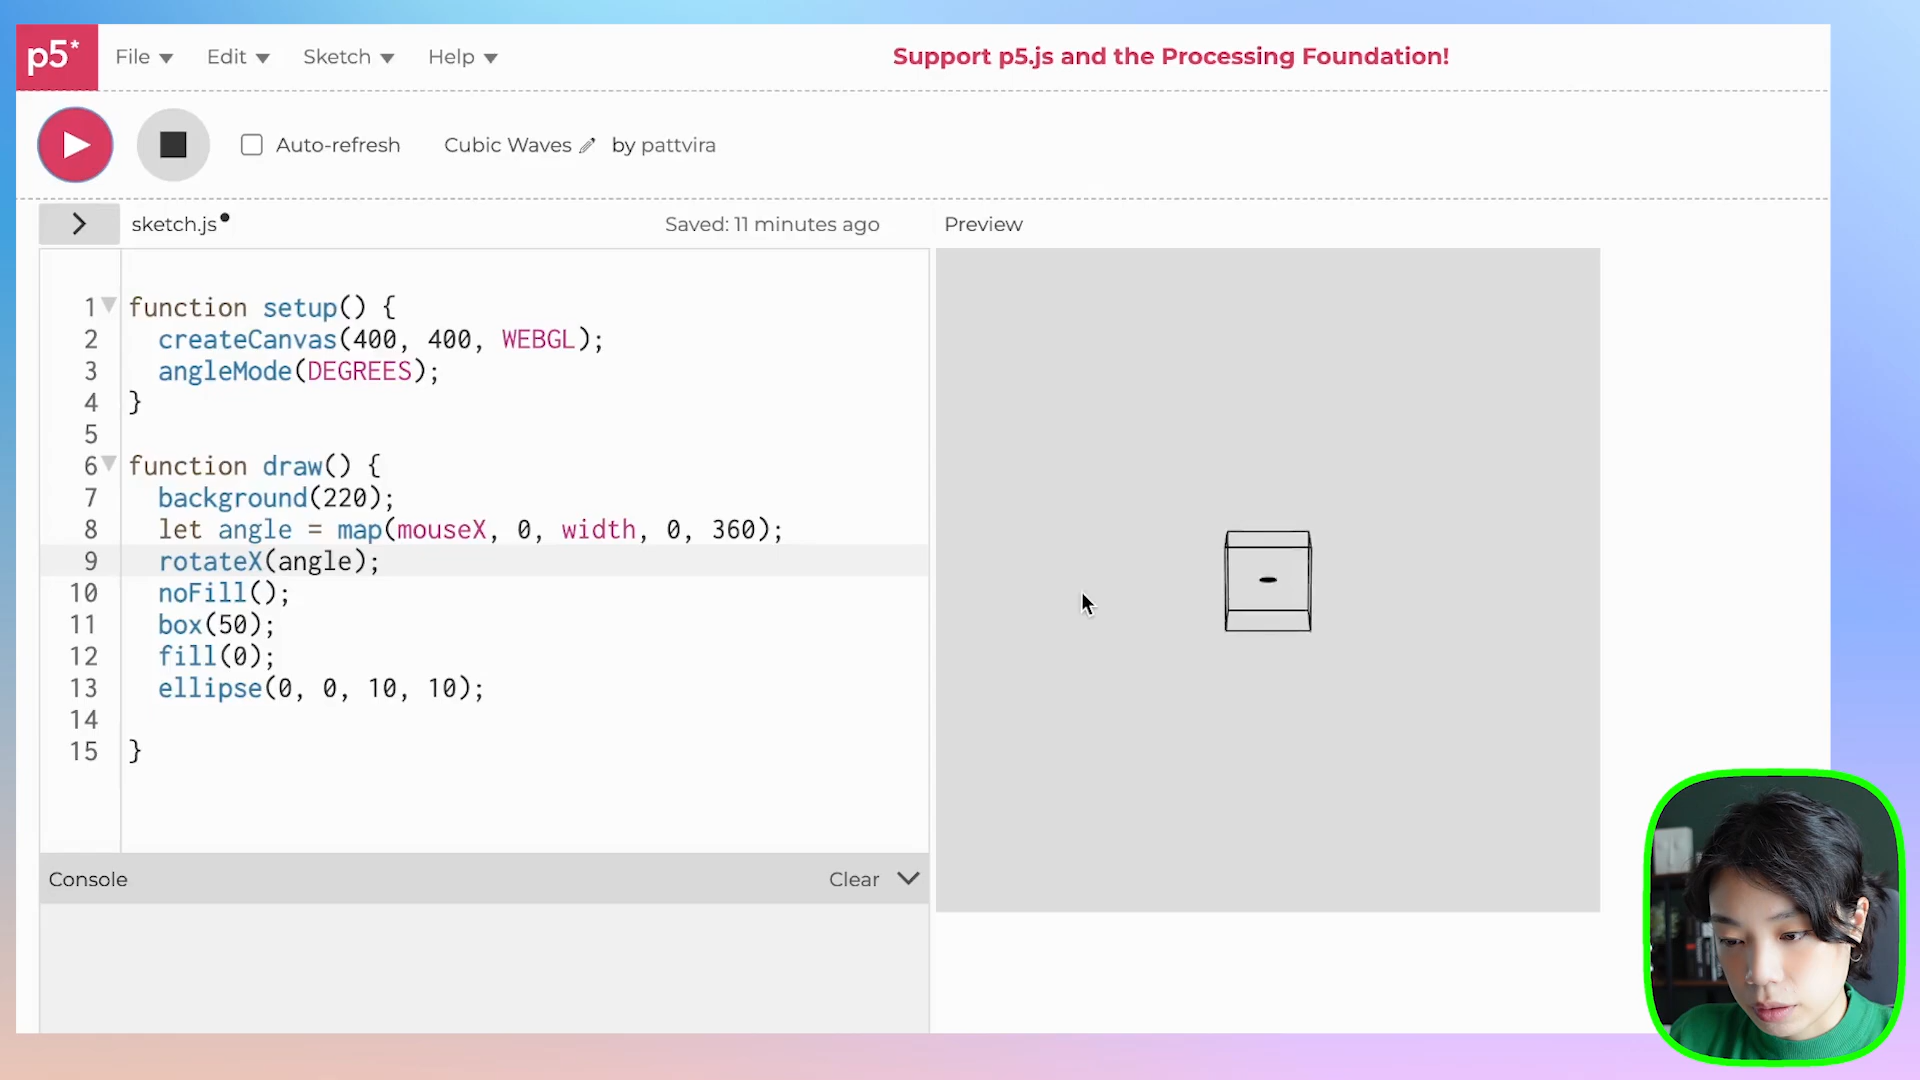 p5* File Edit Sketch Help Support p5.js and the Processing Foundation!
Auto-refresh Cubic Waves by pattvira
sketch.js Saved: 11 minutes ago Preview
1 function setup() {
2 createCanvas(400, 400, WEBGL);
3 angleMode(DEGREES);
4 }
5
6 function draw() {
7 background(220);
8 let angle = map(mouseX, 0, width, 0, 360);
9 rotateX(angle);
10 noFill();
11 box(50);
12 fill(0);
13 ellipse(0, 0, 10, 10);
14
15 }
Console Clear